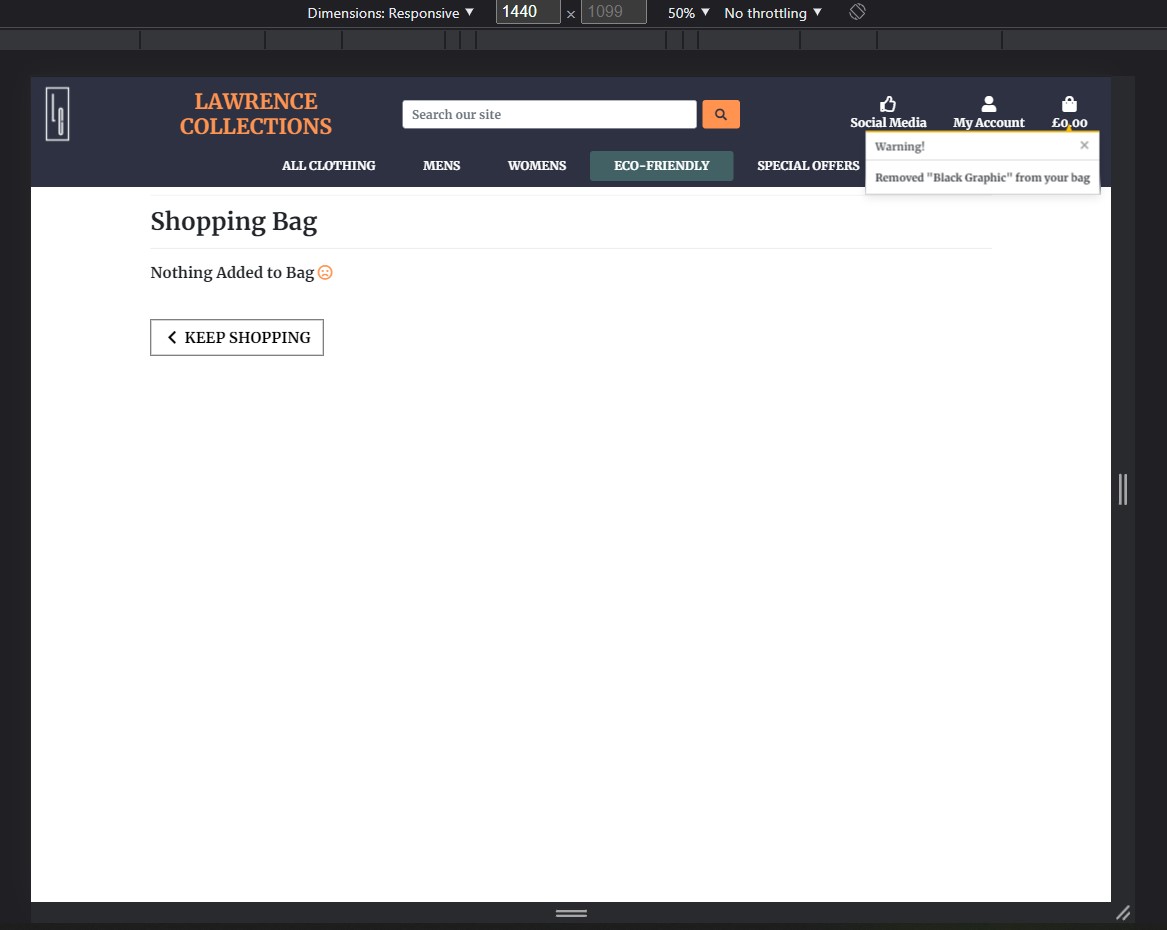 Dimensions: Responsive ▼ 1440 × 1099 50% ▼ No throttling ▼
LAWRENCE
COLLECTIONS
Search our site
Social Media My Account £0.00
ALL CLOTHING MENS WOMENS ECO-FRIENDLY SPECIAL OFFERS
Warning! ×
Removed "Black Graphic" from your bag
Shopping Bag
Nothing Added to Bag
KEEP SHOPPING